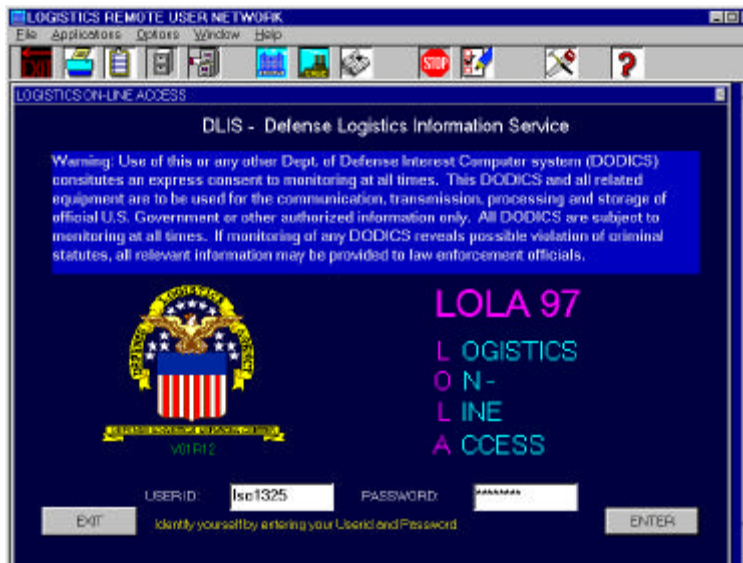 LOGISTICS REMOTE USER NETWORK
File Applications Options Window Help
EXIT
STOP
?
LOGISTICS ON-LINE ACCESS
DLIS - Defense Logistics Information Service
Warning: Use of this or any other Dept. of Defense Interest Computer system (DODICS)
consitutes an express consent to monitoring at all times. This DODICS and all related
equipment are to be used for the communication, transmission, processing and storage of
official U.S. Government or other authorized information only. All DODICS are subject to
monitoring at all times. If monitoring of any DODICS reveals possible violation of criminal
statutes, all relevant information may be provided to law enforcement officials.
DEFENSE LOGISTICS AGENCY
LOLA 97
L OGISTICS
O N -
L INE
A CCESS
V01R12
USERID: lsc1325 PASSWORD: ********
EXIT Identify yourself by entering your Userid and Password ENTER